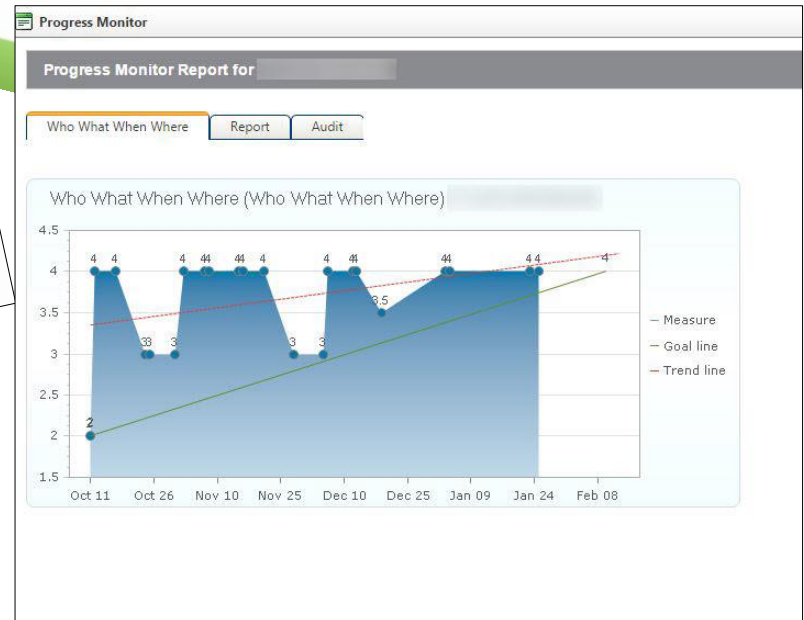 Progress Monitor
Progress Monitor Report for
Who What When Where Report Audit
Who What When Where (Who What When Where)
4.5
4
3.5
3
2.5
2
1.5
4 4 4 44 44 4 4 44 44 44 4
3.5
33 3 3 3
2
Measure
Goal line
Trend line
Oct 11 Oct 26 Nov 10 Nov 25 Dec 10 Dec 25 Jan 09 Jan 24 Feb 08